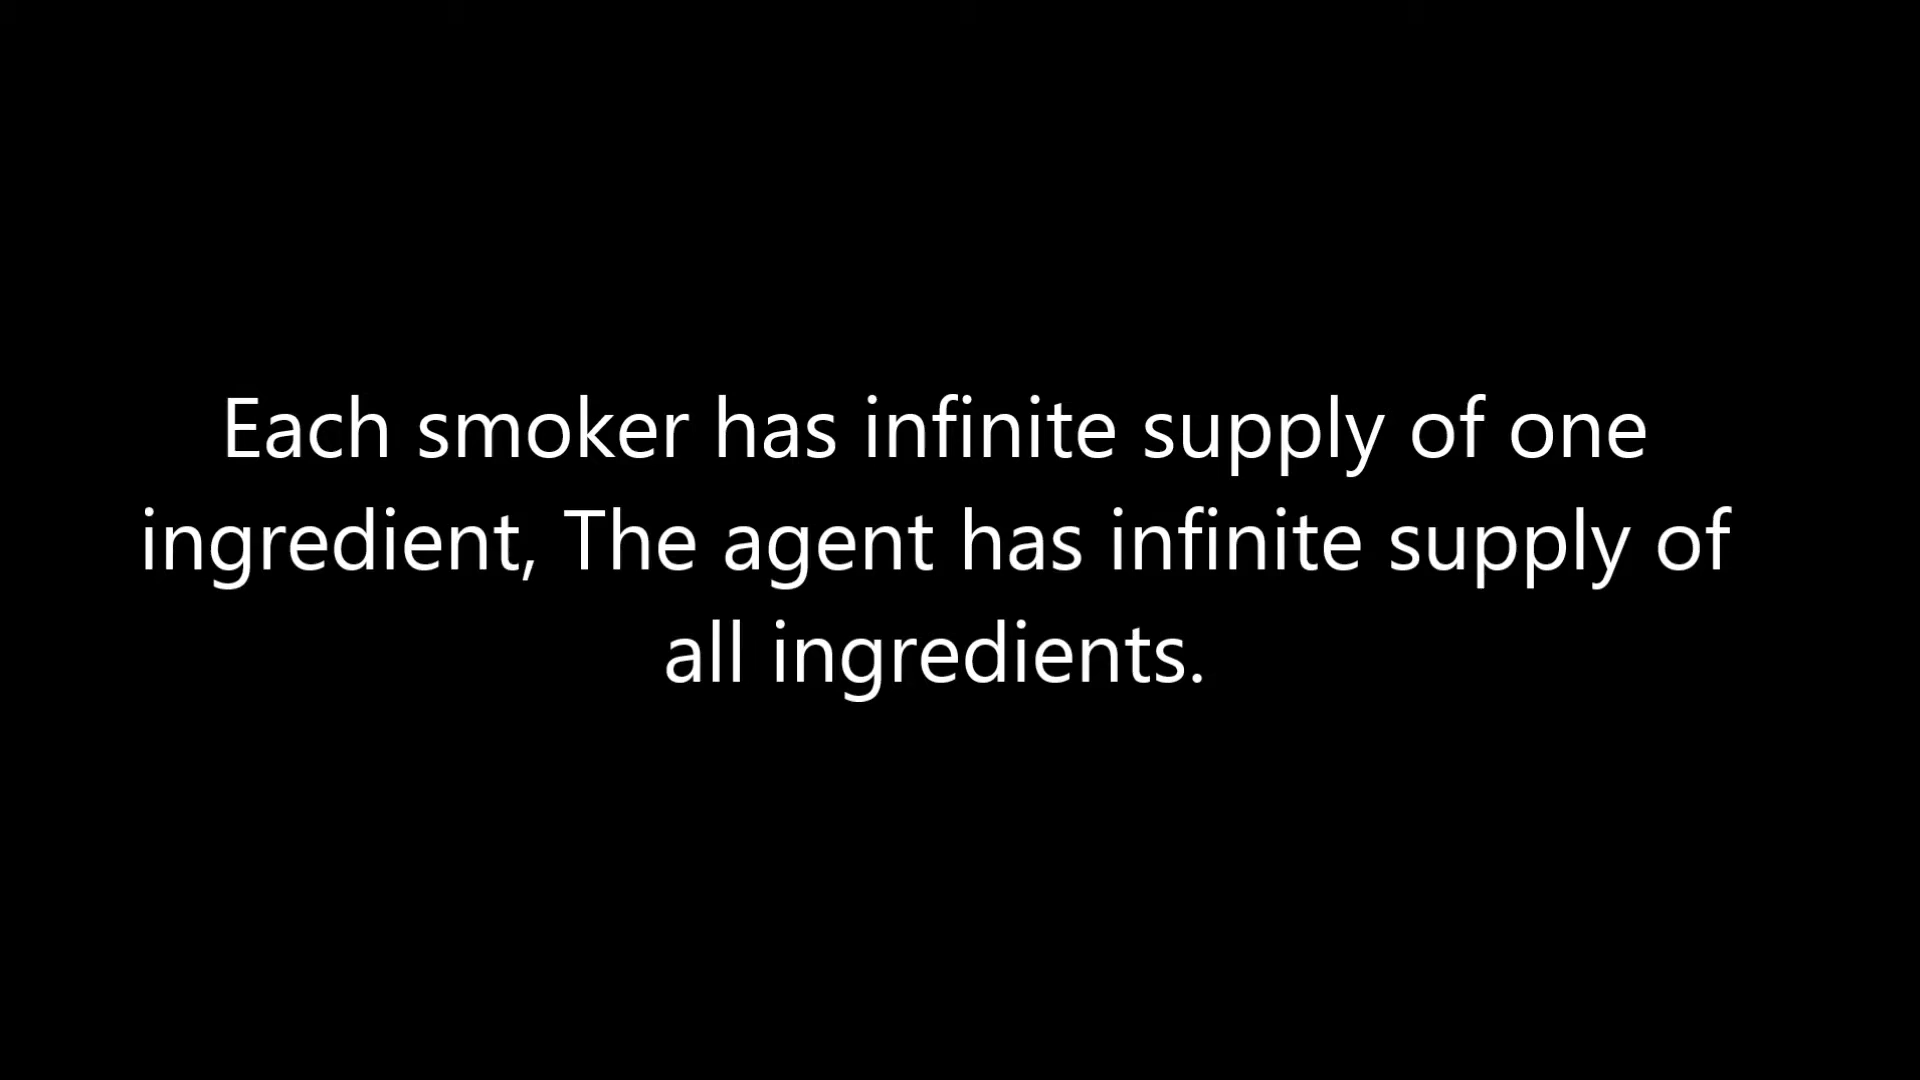 Each smoker has infinite supply of one
ingredient, The agent has infinite supply of
all ingredients.